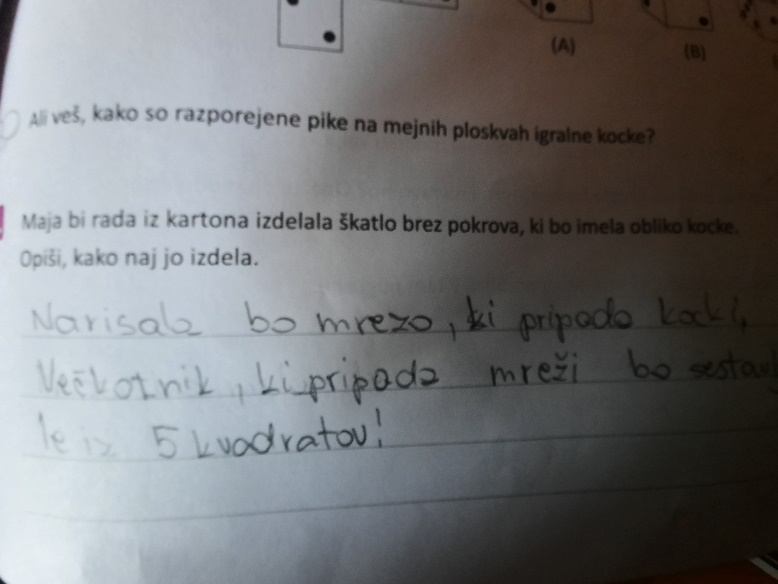 (A)
(B)
Ali veš, kako so razporejene pike na mejnih ploskvah igralne kocke?
Maja bi rada iz kartona izdelala škatlo brez pokrova, ki bo imela obliko kocke.
Opiši, kako naj jo izdela.
Narisala bo mrezo, ki pripada kocki,
Večkotnik, ki pripada mreži bo sestav
le iz 5 kvadratov!